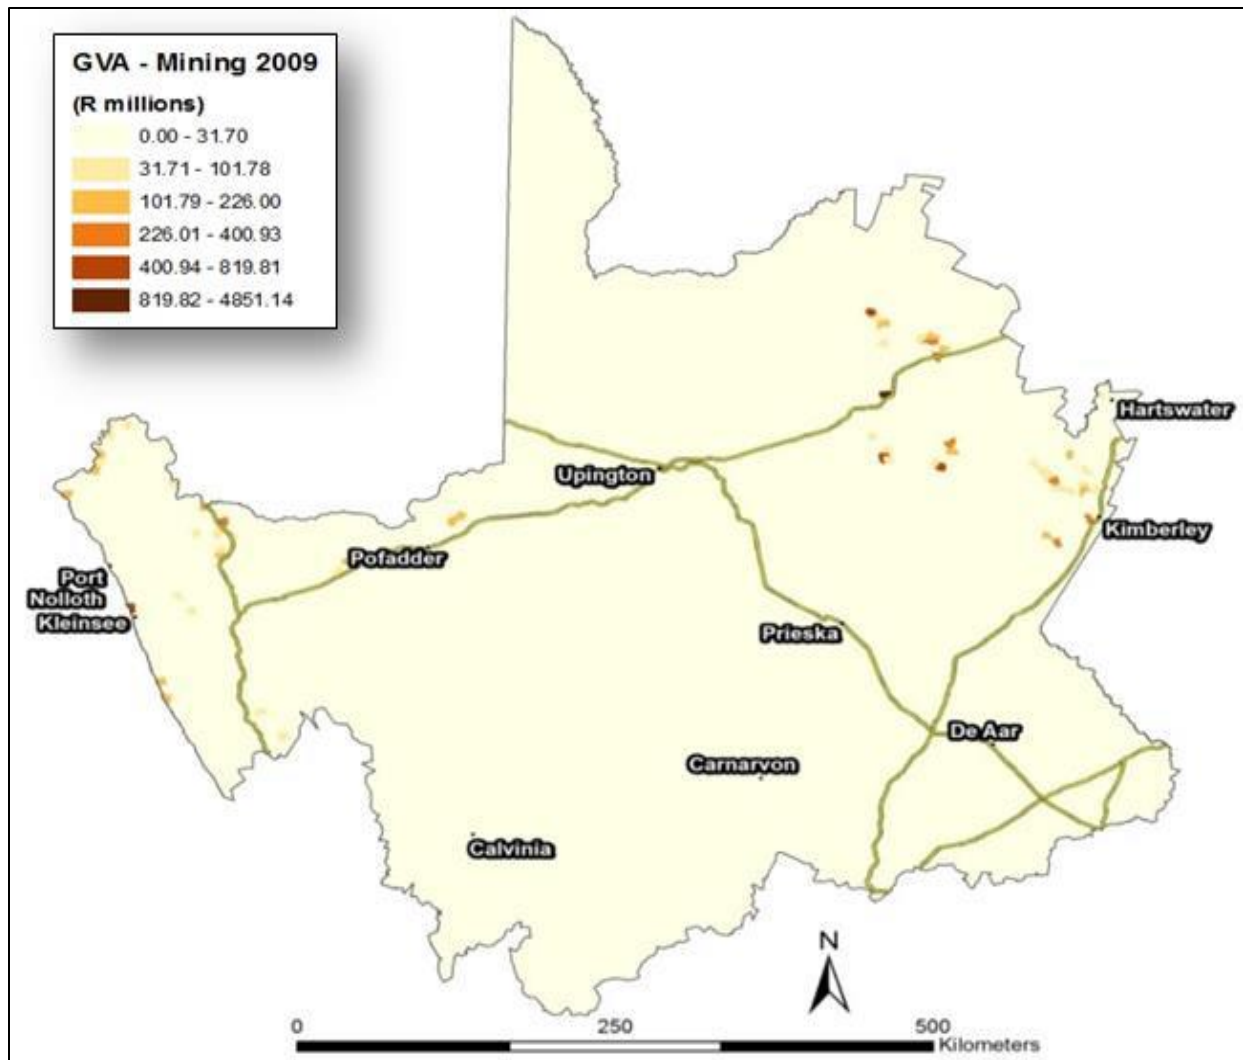 GVA - Mining 2009
(R millions)
0.00 - 31.70
31.71 - 101.78
101.79 - 226.00
226.01 - 400.93
400.94 - 819.81
819.82 - 4851.14
Hartswater
Upington
Kimberley
Pofadder
Port
Nolloth
Kleinsee
Prieska
De Aar
Carnarvon
Calvinia
N
0 250 500
Kilometers